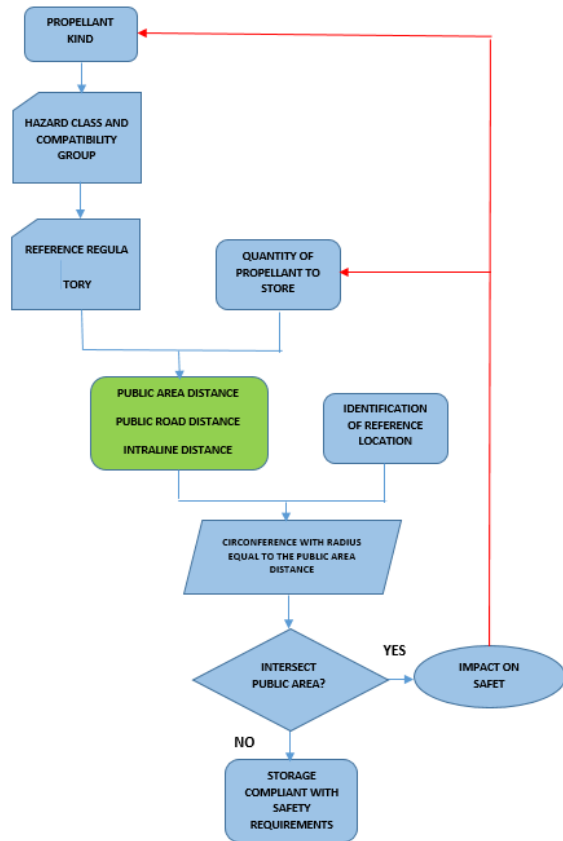 PROPELLANT
KIND
HAZARD CLASS AND
COMPATIBILITY
GROUP
REFERENCE REGULA
TORY
QUANTITY OF
PROPELLANT TO
STORE
PUBLIC AREA DISTANCE
PUBLIC ROAD DISTANCE
INTRALINE DISTANCE
IDENTIFICATION
OF REFERENCE
LOCATION
CIRCONFERENCE WITH RADIUS
EQUAL TO THE PUBLIC AREA
DISTANCE
INTERSECT
PUBLIC AREA?
YES
IMPACT ON
SAFET
NO
STORAGE
COMPLIANT WITH
SAFETY
REQUIREMENTS